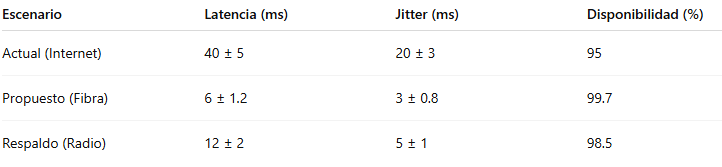 Escenario Latencia (ms) Jitter (ms) Disponibilidad (%)
Actual (Internet) 40 ± 5 20 ± 3 95
Propuesto (Fibra) 6 ± 1.2 3 ± 0.8 99.7
Respaldo (Radio) 12 ± 2 5 ± 1 98.5